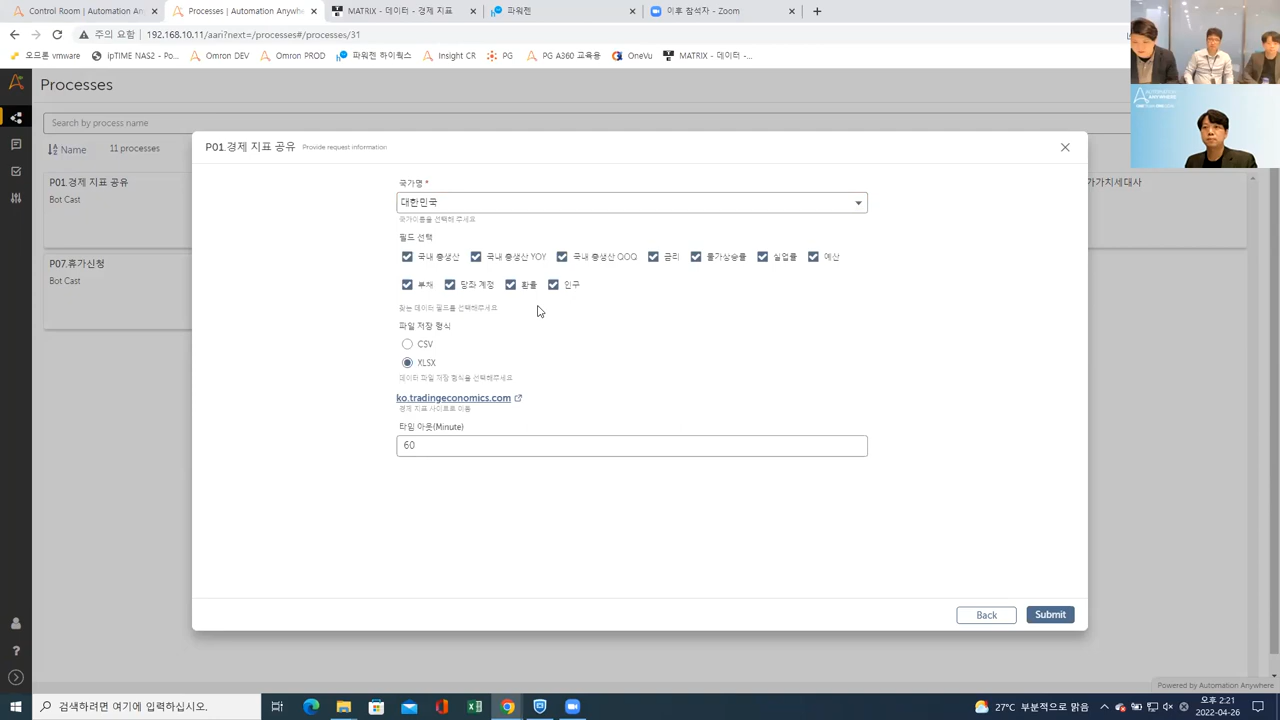 Control Room | Automation An
Control Room | Automation An
MATRIX - 데이터 - 경제 지표
파워젠
이후 참석자 - Zoom
주의 요함
192.168.10.11/aari?next=/processes#/processes/31
오므론 vmware
ipTIME NAS2 - Po...
Omron DEV
Omron PROD
파워젠 하이웍스
Insight CR
PG
PG A360 교육용
OneVu
MATRIX - 데이터 -...
Processes
Search by process name
Name
11 processes
P01.경제 지표 공유
Bot Cast
P07.휴가신청
Bot Cast
가가치세대사
P01.경제 지표 공유
Provide request information
국가명 *
대한민국
국가이름을 선택해 주세요
필드 선택
국내 총생산
국내 총생산 YOY
국내 총생산 QOQ
금리
물가상승률
실업률
예산
부채
당좌 계정
환율
인구
찾는 데이터 필드를 선택해주세요
파일 저장 형식
CSV
XLSX
데이터 파일 저장 형식을 선택해주세요
ko.tradingeconomics.com
경제 지표 사이트로 이동
타임 아웃(Minute)
60
Back
Submit
Powered by Automation Anywhere
AUTOMATION
ANYWHERE
검색하려면 여기에 입력하십시오.
27°C 부분적으로 맑음
오후 2:21
2022-04-26